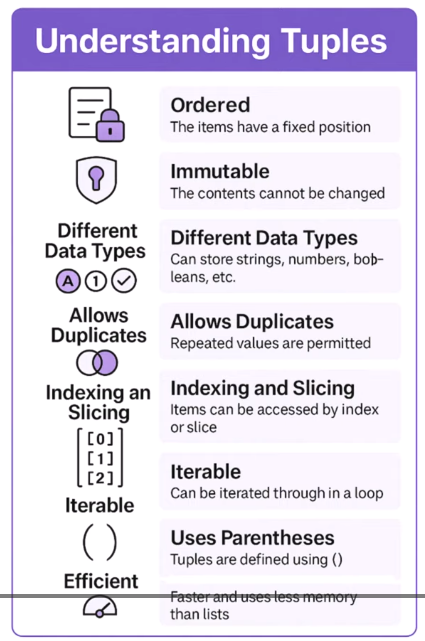 Understanding Tuples
Ordered
The items have a fixed position
Immutable
The contents cannot be changed
Different
Data Types
A 1
Different Data Types
Can store strings, numbers, bob-
leans, etc.
Allows
Duplicates
Allows Duplicates
Repeated values are permitted
Indexing an
Slicing
[0]
[1]
[2]
Indexing and Slicing
Items can be accessed by index
or slice
Iterable
Iterable
Can be iterated through in a loop
( )
Uses Parentheses
Tuples are defined using ()
Efficient
Faster and uses less memory
than lists